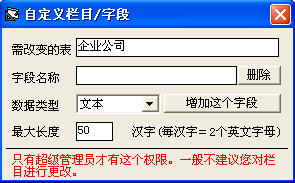 自定义栏目/字段
需改变的表 企业公司
字段名称 删除
数据类型 文本 增加这个字段
最大长度 50 汉字(每汉字=2个英文字母)
只有超级管理员才有这个权限。一般不建议您对栏
目进行更改。